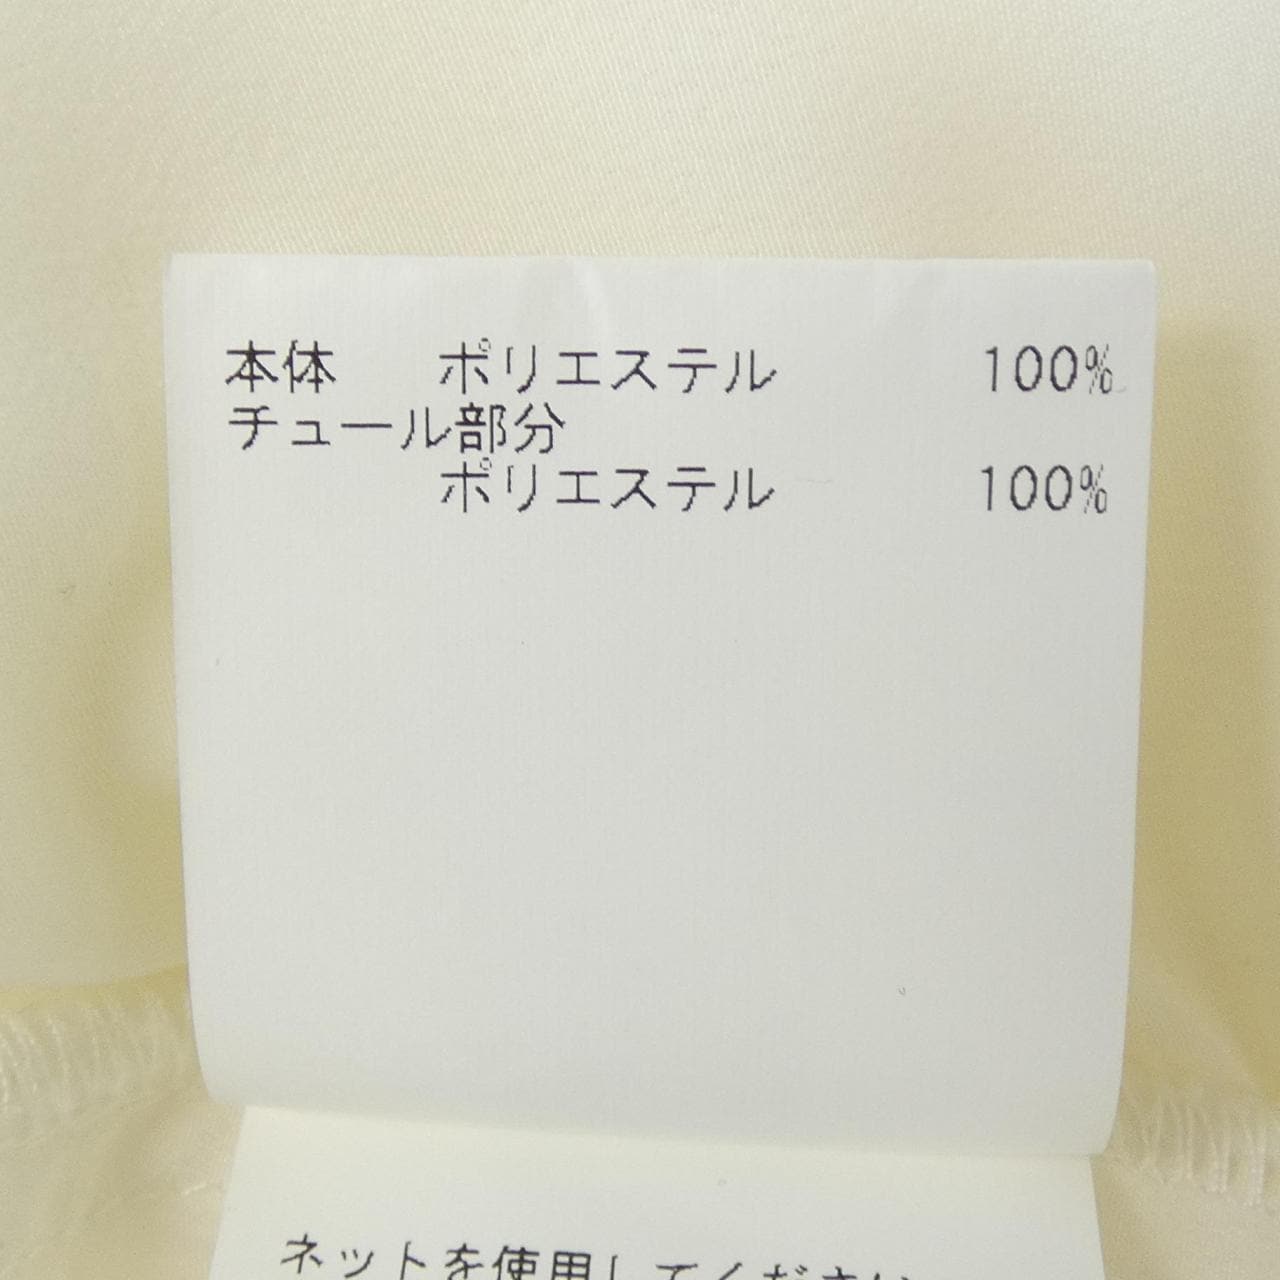 本体 ポリエステル 100%
チュール部分
ポリエステル 100%
ネットを使用してください